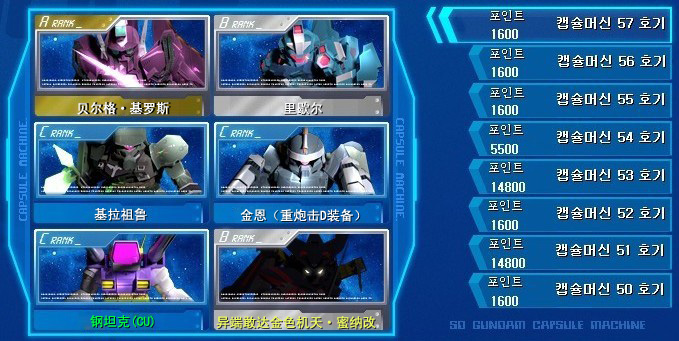 A RANK_
B RANK_
贝尔格·基罗斯
里歇尔
C RANK_
C RANK_
基拉祖鲁
金恩（重炮击D装备）
C RANK_
B RANK_
钢坦克(CU)
异端敢达金色机天·蜜纳改.
CAPSULE MACHINE
CAPSULE MACHINE
포인트
1600
캡슐머신 57 호기
포인트
1600
캡슐머신 56 호기
포인트
1600
캡슐머신 55 호기
포인트
5500
캡슐머신 54 호기
포인트
14800
캡슐머신 53 호기
포인트
1600
캡슐머신 52 호기
포인트
14800
캡슐머신 51 호기
포인트
1600
캡슐머신 50 호기
SD GUNDAM CAPSULE MACHINE